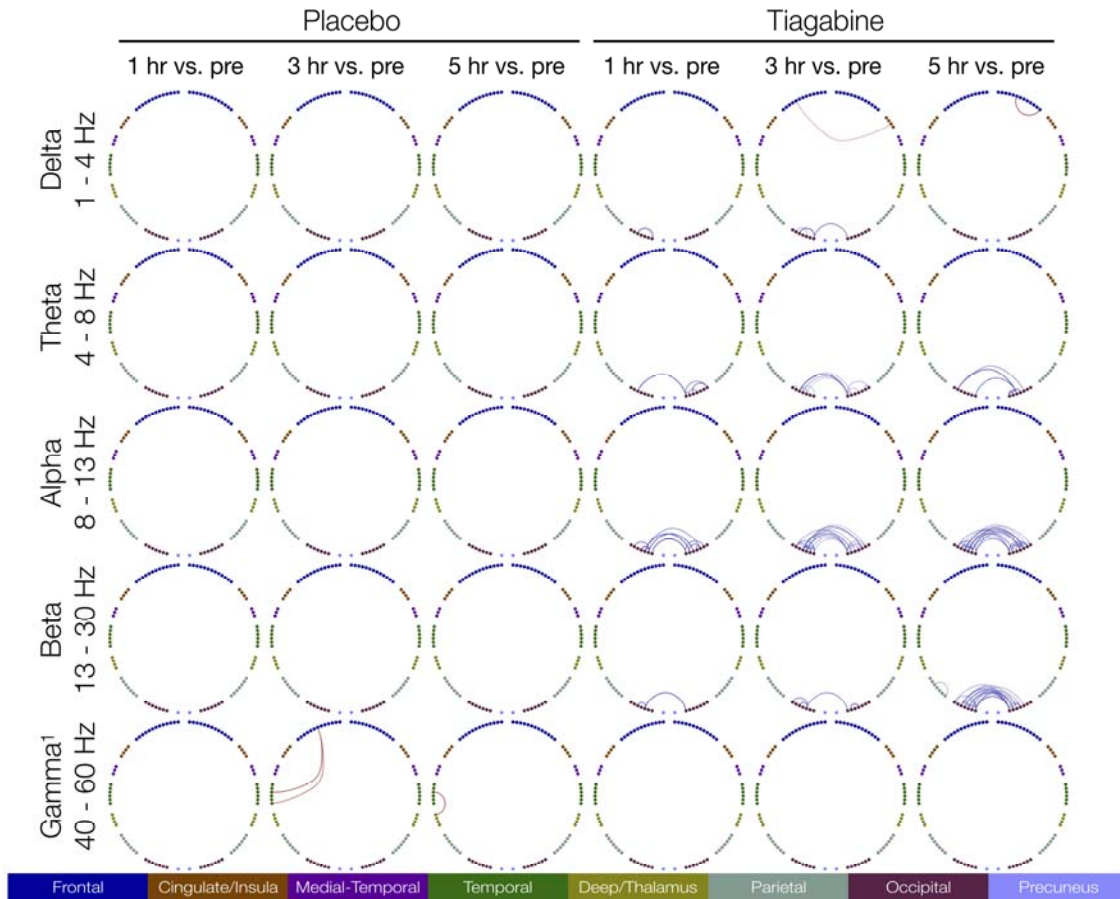 Placebo Tiagabine
1 hr vs. pre 3 hr vs. pre 5 hr vs. pre 1 hr vs. pre 3 hr vs. pre 5 hr vs. pre
Delta
1 - 4 Hz
Theta
4 - 8 Hz
Alpha
8 - 13 Hz
Beta
13 - 30 Hz
Gamma¹
40 - 60 Hz
Frontal Cingulate/Insula Medial-Temporal Temporal Deep/Thalamus Parietal Occipital Precuneus